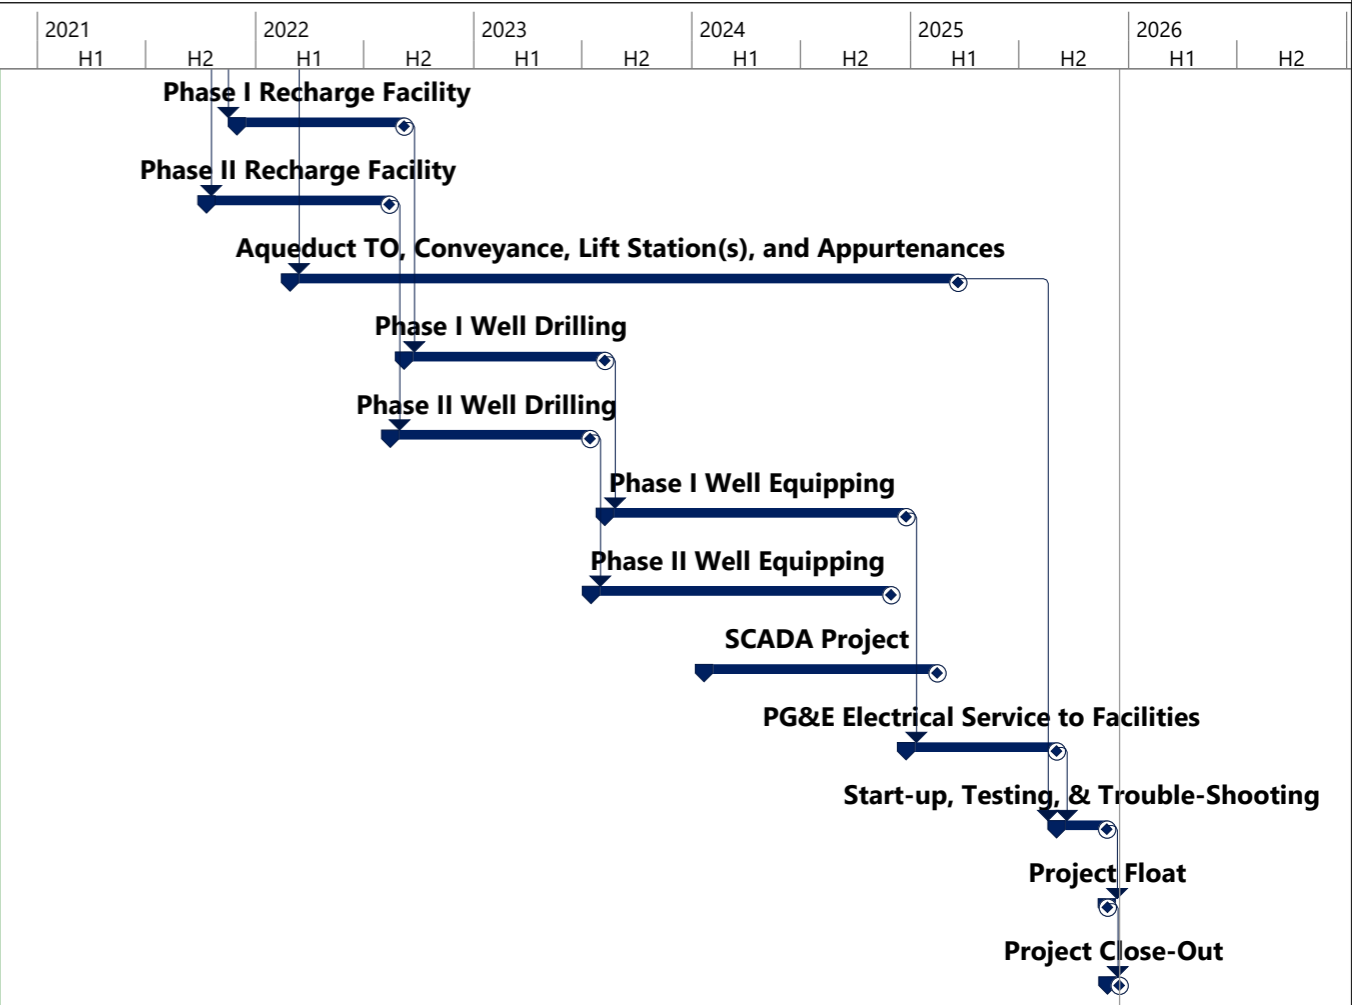 2021 2022 2023 2024 2025 2026
H1 H2 H1 H2 H1 H2 H1 H2 H1 H2 H1 H2
Phase I Recharge Facility
Phase II Recharge Facility
Aqueduct TO, Conveyance, Lift Station(s), and Appurtenances
Phase I Well Drilling
Phase II Well Drilling
Phase I Well Equipping
Phase II Well Equipping
SCADA Project
PG&E Electrical Service to Facilities
Start-up, Testing, & Trouble-Shooting
Project Float
Project Close-Out